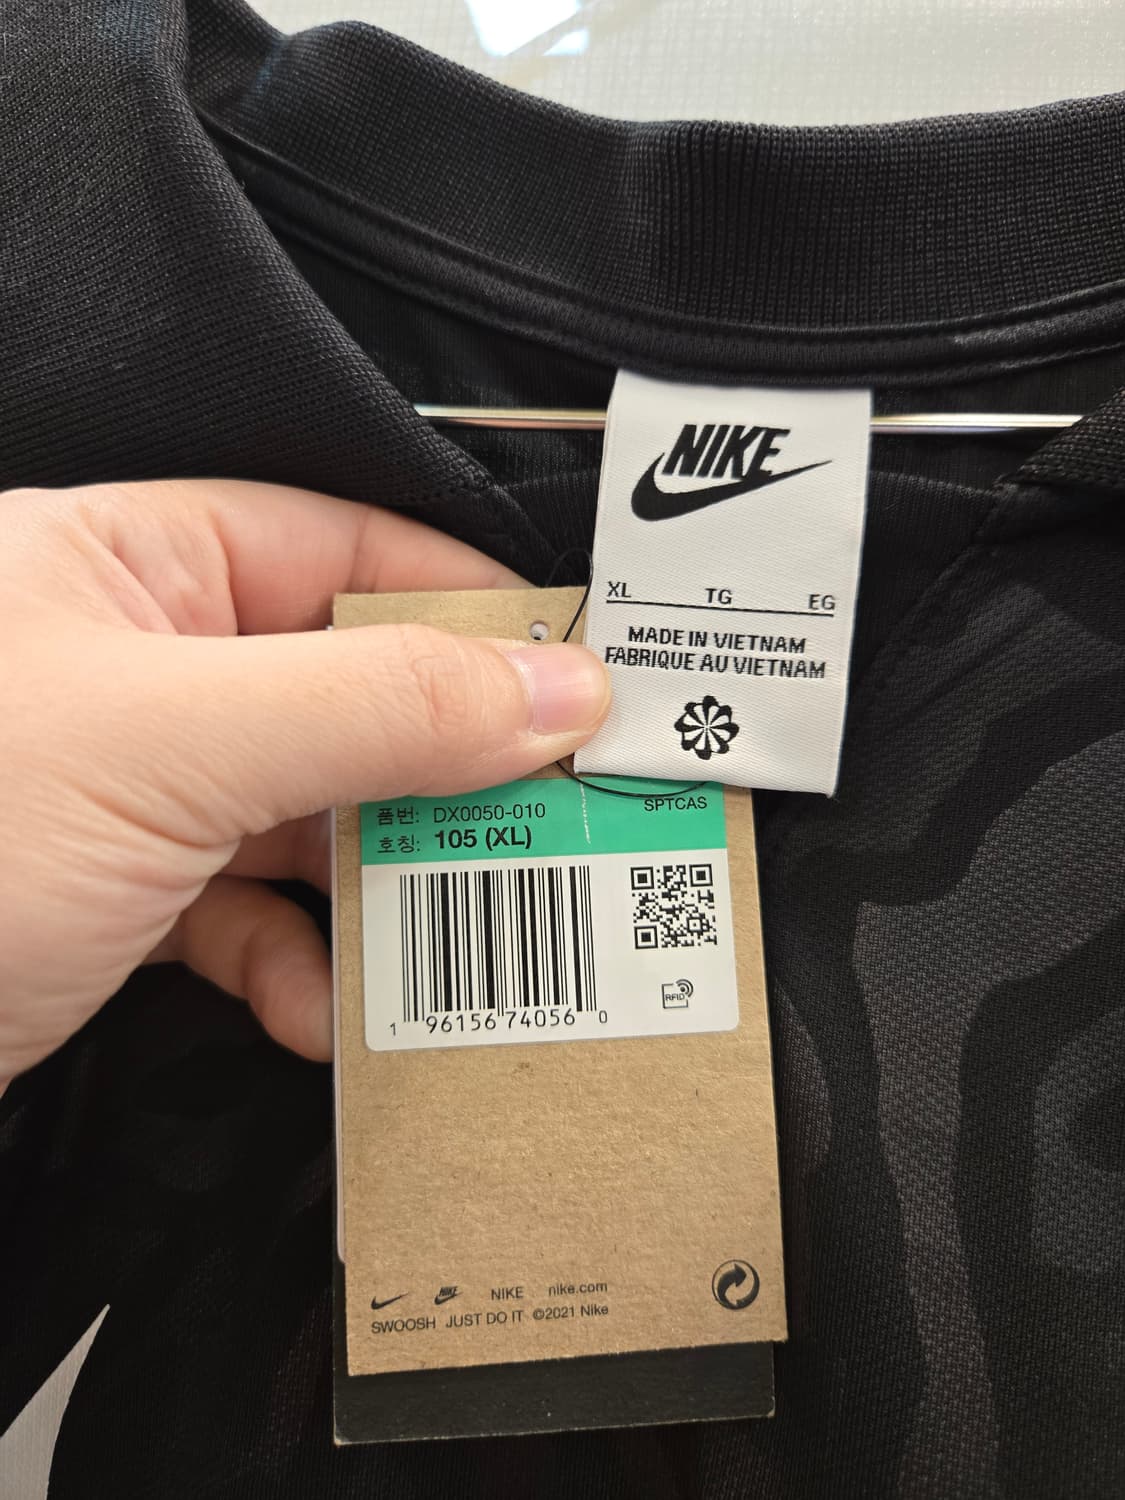 NIKE
XL TG EG
MADE IN VIETNAM
FABRIQUE AU VIETNAM
품번: DX0050-010 SPTCAS
호칭: 105 (XL)
1 96156 74056 0
RFID
NIKE NIKE nike.com
SWOOSH JUST DO IT ©2021 Nike